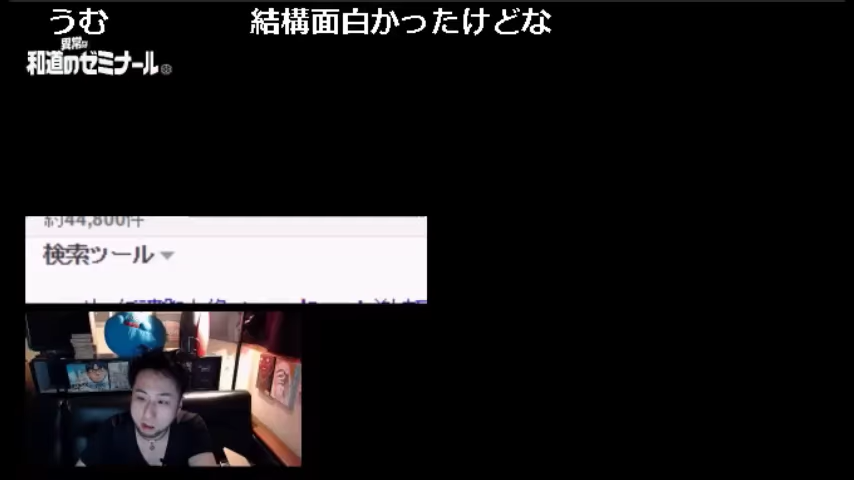 うむ 結構面白かったけどな
異常な
和道のゼミナール
約44,800件
検索ツール